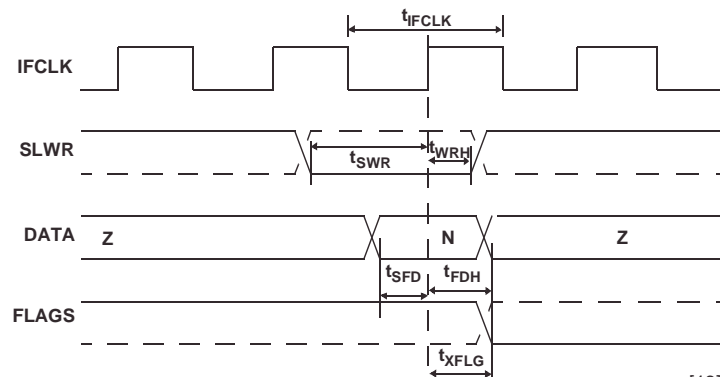 tIFCLK
IFCLK
SLWR
tSWR
tWRH
DATA
Z
N
Z
tSFD
tFDH
FLAGS
tXFLG